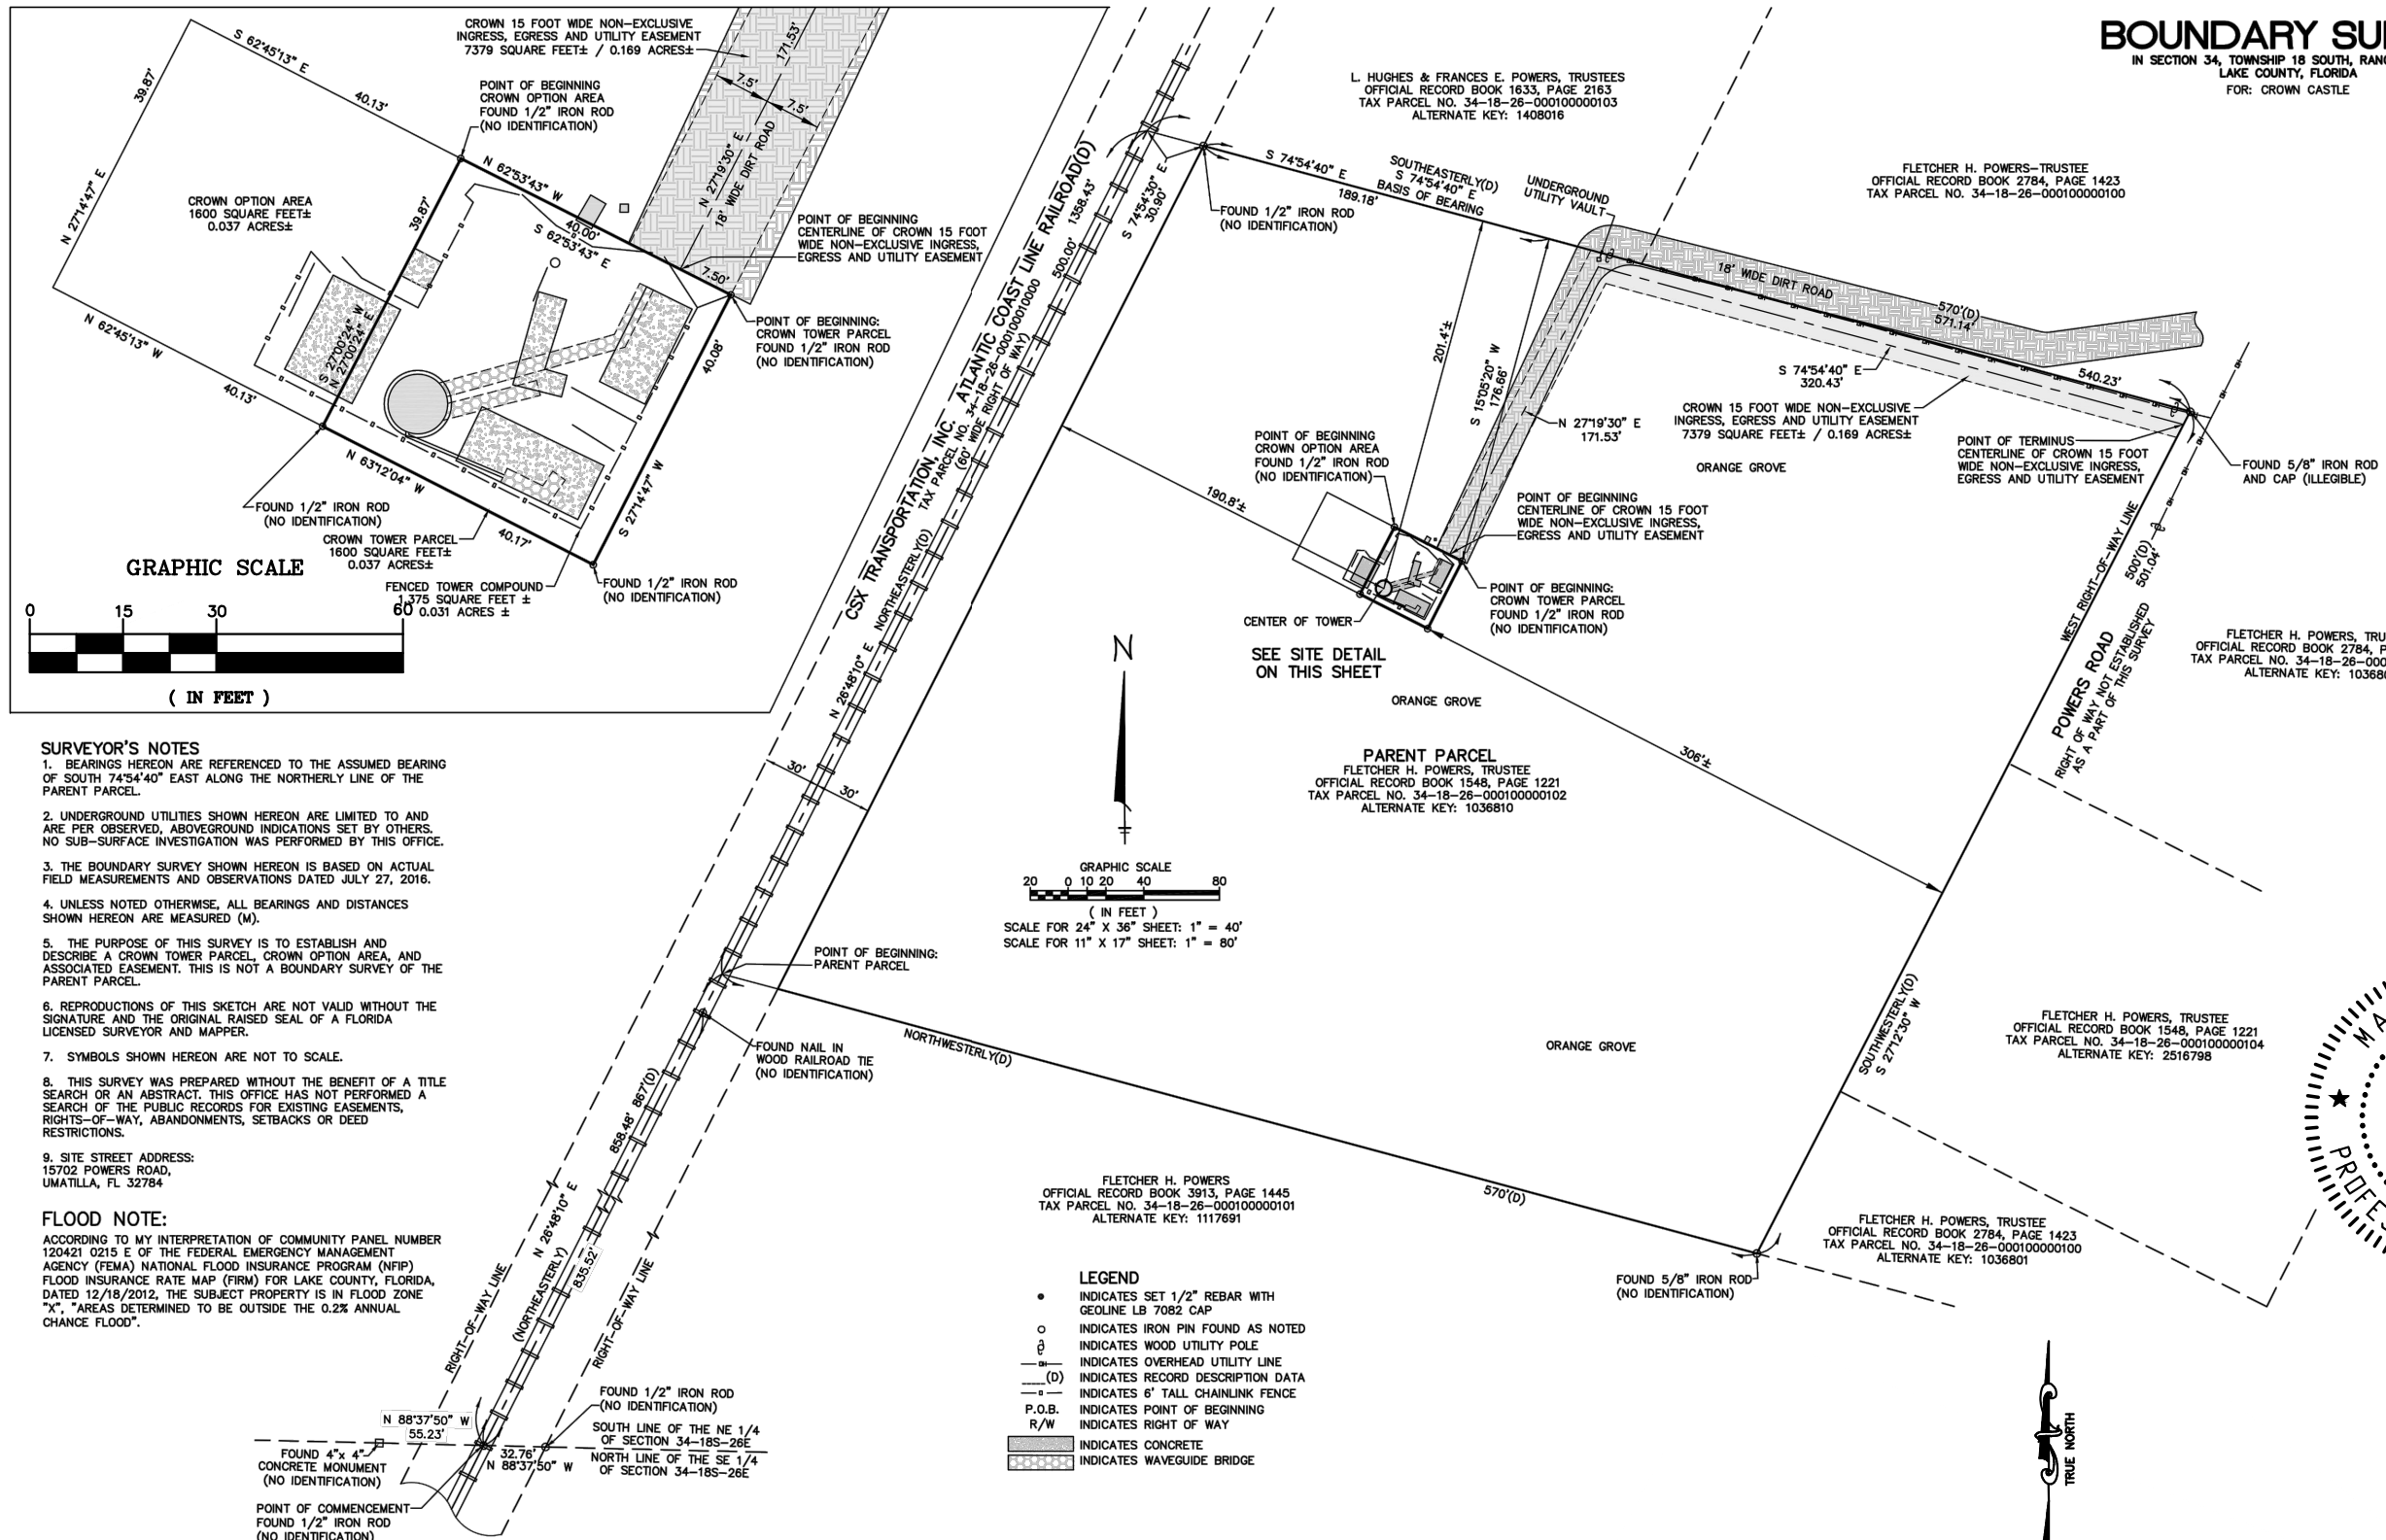 BOUNDARY SU
IN SECTION 34, TOWNSHIP 18 SOUTH, RAN
LAKE COUNTY, FLORIDA
FOR: CROWN CASTLE
S 62°45'13" E
40.13'
39.87'
N 27°14'47" E
CROWN OPTION AREA
1600 SQUARE FEET±
0.037 ACRES±
N 62°45'13" W
40.13'
CROWN 15 FOOT WIDE NON-EXCLUSIVE
INGRESS, EGRESS AND UTILITY EASEMENT
7379 SQUARE FEET± / 0.169 ACRES±
POINT OF BEGINNING
CROWN OPTION AREA
FOUND 1/2" IRON ROD
(NO IDENTIFICATION)
171.53'
7.5'
7.5'
N 27°19'30" E
18' WIDE DIRT ROAD
N 62°53'43" W
40.00'
S 62°53'43" E
7.50'
39.87'
S 27°00'24" W
N 27°00'24" E
POINT OF BEGINNING
CENTERLINE OF CROWN 15 FOOT
WIDE NON-EXCLUSIVE INGRESS,
EGRESS AND UTILITY EASEMENT
POINT OF BEGINNING:
CROWN TOWER PARCEL
FOUND 1/2" IRON ROD
(NO IDENTIFICATION)
40.08'
S 27°14'47" W
N 63°12'04" W
40.17'
FOUND 1/2" IRON ROD
(NO IDENTIFICATION)
CROWN TOWER PARCEL
1600 SQUARE FEET±
0.037 ACRES±
FENCED TOWER COMPOUND
1,375 SQUARE FEET ±
0.031 ACRES ±
FOUND 1/2" IRON ROD
(NO IDENTIFICATION)
GRAPHIC SCALE
0 15 30 60
( IN FEET )
SURVEYOR'S NOTES
1. BEARINGS HEREON ARE REFERENCED TO THE ASSUMED BEARING
OF SOUTH 74°54'40" EAST ALONG THE NORTHERLY LINE OF THE
PARENT PARCEL.
2. UNDERGROUND UTILITIES SHOWN HEREON ARE LIMITED TO AND
ARE PER OBSERVED, ABOVEGROUND INDICATIONS SET BY OTHERS.
NO SUB-SURFACE INVESTIGATION WAS PERFORMED BY THIS OFFICE.
3. THE BOUNDARY SURVEY SHOWN HEREON IS BASED ON ACTUAL
FIELD MEASUREMENTS AND OBSERVATIONS DATED JULY 27, 2016.
4. UNLESS NOTED OTHERWISE, ALL BEARINGS AND DISTANCES
SHOWN HEREON ARE MEASURED (M).
5. THE PURPOSE OF THIS SURVEY IS TO ESTABLISH AND
DESCRIBE A CROWN TOWER PARCEL, CROWN OPTION AREA, AND
ASSOCIATED EASEMENT. THIS IS NOT A BOUNDARY SURVEY OF THE
PARENT PARCEL.
6. REPRODUCTIONS OF THIS SKETCH ARE NOT VALID WITHOUT THE
SIGNATURE AND THE ORIGINAL RAISED SEAL OF A FLORIDA
LICENSED SURVEYOR AND MAPPER.
7. SYMBOLS SHOWN HEREON ARE NOT TO SCALE.
8. THIS SURVEY WAS PREPARED WITHOUT THE BENEFIT OF A TITLE
SEARCH OR AN ABSTRACT. THIS OFFICE HAS NOT PERFORMED A
SEARCH OF THE PUBLIC RECORDS FOR EXISTING EASEMENTS,
RIGHTS-OF-WAY, ABANDONMENTS, SETBACKS OR DEED
RESTRICTIONS.
9. SITE STREET ADDRESS:
15702 POWERS ROAD,
UMATILLA, FL 32784
FLOOD NOTE:
ACCORDING TO MY INTERPRETATION OF COMMUNITY PANEL NUMBER
120421 0215 E OF THE FEDERAL EMERGENCY MANAGEMENT
AGENCY (FEMA) NATIONAL FLOOD INSURANCE PROGRAM (NFIP)
FLOOD INSURANCE RATE MAP (FIRM) FOR LAKE COUNTY, FLORIDA,
DATED 12/18/2012, THE SUBJECT PROPERTY IS IN FLOOD ZONE
"X", "AREAS DETERMINED TO BE OUTSIDE THE 0.2% ANNUAL
CHANCE FLOOD".
CSX TRANSPORTATION, INC. ATLANTIC COAST LINE RAILROAD(D)
TAX PARCEL NO. 34-18-26-000100010000
(60' WIDE RIGHT OF WAY)
500.00' 1358.43'
N 26°48'10" E NORTHEASTERLY(D)
30'
30'
S 74°54'30" E
30.90'
FOUND 1/2" IRON ROD
(NO IDENTIFICATION)
L. HUGHES & FRANCES E. POWERS, TRUSTEES
OFFICIAL RECORD BOOK 1633, PAGE 2163
TAX PARCEL NO. 34-18-26-000100000103
ALTERNATE KEY: 1408016
FLETCHER H. POWERS-TRUSTEE
OFFICIAL RECORD BOOK 2784, PAGE 1423
TAX PARCEL NO. 34-18-26-000100000100
S 74°54'40" E
189.18'
SOUTHEASTERLY(D)
S 74°54'40" E
BASIS OF BEARING
UNDERGROUND
UTILITY VAULT
18' WIDE DIRT ROAD
570'(D)
571.14'
540.23'
S 74°54'40" E
320.43'
201.4'±
S 15°05'20" W
176.66'
N 27°19'30" E
171.53'
CROWN 15 FOOT WIDE NON-EXCLUSIVE
INGRESS, EGRESS AND UTILITY EASEMENT
7379 SQUARE FEET± / 0.169 ACRES±
ORANGE GROVE
POINT OF TERMINUS
CENTERLINE OF CROWN 15 FOOT
WIDE NON-EXCLUSIVE INGRESS,
EGRESS AND UTILITY EASEMENT
FOUND 5/8" IRON ROD
AND CAP (ILLEGIBLE)
POINT OF BEGINNING
CROWN OPTION AREA
FOUND 1/2" IRON ROD
(NO IDENTIFICATION)
190.8'±
POINT OF BEGINNING
CENTERLINE OF CROWN 15 FOOT
WIDE NON-EXCLUSIVE INGRESS,
EGRESS AND UTILITY EASEMENT
POINT OF BEGINNING:
CROWN TOWER PARCEL
FOUND 1/2" IRON ROD
(NO IDENTIFICATION)
CENTER OF TOWER
SEE SITE DETAIL
ON THIS SHEET
N
ORANGE GROVE
306'±
PARENT PARCEL
FLETCHER H. POWERS, TRUSTEE
OFFICIAL RECORD BOOK 1548, PAGE 1221
TAX PARCEL NO. 34-18-26-000100000102
ALTERNATE KEY: 1036810
WEST RIGHT-OF-WAY LINE
500'(D)
501.04'
POWERS ROAD
RIGHT OF WAY NOT ESTABLISHED
AS A PART OF THIS SURVEY
FLETCHER H. POWERS, TRU
OFFICIAL RECORD BOOK 2784, P
TAX PARCEL NO. 34-18-26-000
ALTERNATE KEY: 103680
GRAPHIC SCALE
20 0 10 20 40 80
( IN FEET )
SCALE FOR 24" X 36" SHEET: 1" = 40'
SCALE FOR 11" X 17" SHEET: 1" = 80'
POINT OF BEGINNING:
PARENT PARCEL
FOUND NAIL IN
WOOD RAILROAD TIE
(NO IDENTIFICATION)
NORTHWESTERLY(D)
570'(D)
ORANGE GROVE
SOUTHWESTERLY(D)
S 27°12'30" W
FLETCHER H. POWERS, TRUSTEE
OFFICIAL RECORD BOOK 1548, PAGE 1221
TAX PARCEL NO. 34-18-26-000100000104
ALTERNATE KEY: 2516798
FLETCHER H. POWERS
OFFICIAL RECORD BOOK 3913, PAGE 1445
TAX PARCEL NO. 34-18-26-000100000101
ALTERNATE KEY: 1117691
FLETCHER H. POWERS, TRUSTEE
OFFICIAL RECORD BOOK 2784, PAGE 1423
TAX PARCEL NO. 34-18-26-000100000100
ALTERNATE KEY: 1036801
FOUND 5/8" IRON ROD
(NO IDENTIFICATION)
858.48' 867'(D)
N 26°48'10" E
(NORTHEASTERLY)
835.52'
RIGHT-OF-WAY LINE
RIGHT-OF-WAY LINE
N 88°37'50" W
55.23'
FOUND 4"x 4"
CONCRETE MONUMENT
(NO IDENTIFICATION)
POINT OF COMMENCEMENT
FOUND 1/2" IRON ROD
(NO IDENTIFICATION)
FOUND 1/2" IRON ROD
(NO IDENTIFICATION)
32.76'
N 88°37'50" W
SOUTH LINE OF THE NE 1/4
OF SECTION 34-18S-26E
NORTH LINE OF THE SE 1/4
OF SECTION 34-18S-26E
LEGEND
INDICATES SET 1/2" REBAR WITH
GEOLINE LB 7082 CAP
INDICATES IRON PIN FOUND AS NOTED
INDICATES WOOD UTILITY POLE
INDICATES OVERHEAD UTILITY LINE
(D) INDICATES RECORD DESCRIPTION DATA
INDICATES 6' TALL CHAINLINK FENCE
P.O.B. INDICATES POINT OF BEGINNING
R/W INDICATES RIGHT OF WAY
INDICATES CONCRETE
INDICATES WAVEGUIDE BRIDGE
MA
PROFES
TRUE NORTH